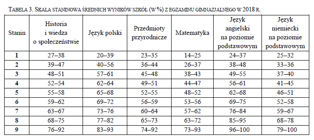 TABELA 3. SKALA STANINOWA ŚREDNICH WYNIKÓW SZKÓŁ (W %) Z EGZAMINU GIMNAZJALNEGO W 2018 R.
Stanin | Historia i wiedza o społeczeństwie | Język polski | Przedmioty przyrodnicze | Matematyka | Język angielski na poziomie podstawowym | Język niemiecki na poziomie podstawowym
1 27–38 20–39 23–35 14–25 24–37 25–32
2 39–47 40–56 36–44 26–37 38–48 33–36
3 48–51 57–61 45–48 38–43 49–55 37–40
4 52–54 62–64 49–51 44–47 56–61 41–45
5 55–58 65–68 52–55 48–52 62–68 46–51
6 59–62 69–72 56–59 53–56 69–75 52–58
7 63–67 73–76 60–64 57–62 76–84 59–67
8 68–75 77–82 65–73 63–72 85–95 68–78
9 76–92 83–93 74–92 73–94 96–100 79–100